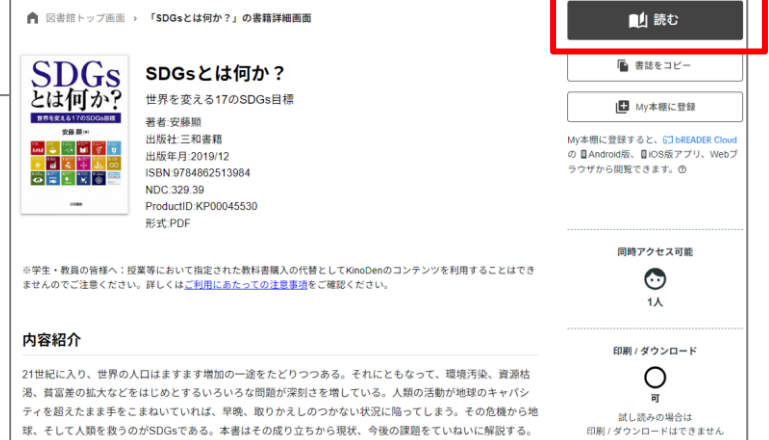 図書館トップ画面 › 「SDGsとは何か？」の書籍詳細画面
SDGs
とは何か?
世界を変える17のSDGs目標
安藤 顯
三和書籍
SDGsとは何か？
世界を変える17のSDGs目標
著者:安藤顯
出版社:三和書籍
出版年月:2019/12
ISBN:9784862513984
NDC:329.39
ProductID:KP00045530
形式:PDF
※学生・教員の皆様へ：授業等において指定された教科書購入の代替としてKinoDenのコンテンツを利用することはでき
ませんのでご注意ください。詳しくはご利用にあたっての注意事項をご確認ください。
内容紹介
21世紀に入り、世界の人口はますます増加の一途をたどりつつある。それにともなって、環境汚染、資源枯
渇、貧富差の拡大などをはじめとするいろいろな問題が深刻さを増している。人類の活動が地球のキャパシ
ティを超えたまま手をこまねいていれば、早晩、取りかえしのつかない状況に陥ってしまう。その危機から地
球、そして人類を救うのがSDGsである。本書はその成り立ちから現状、今後の課題をていねいに解説する。
読む
書誌をコピー
My本棚に登録
My本棚に登録すると、bREADER Cloud
の Android版、iOS版アプリ、Webブ
ラウザから閲覧できます。
同時アクセス可能
1人
印刷 / ダウンロード
可
試し読みの場合は
印刷 / ダウンロードはできません